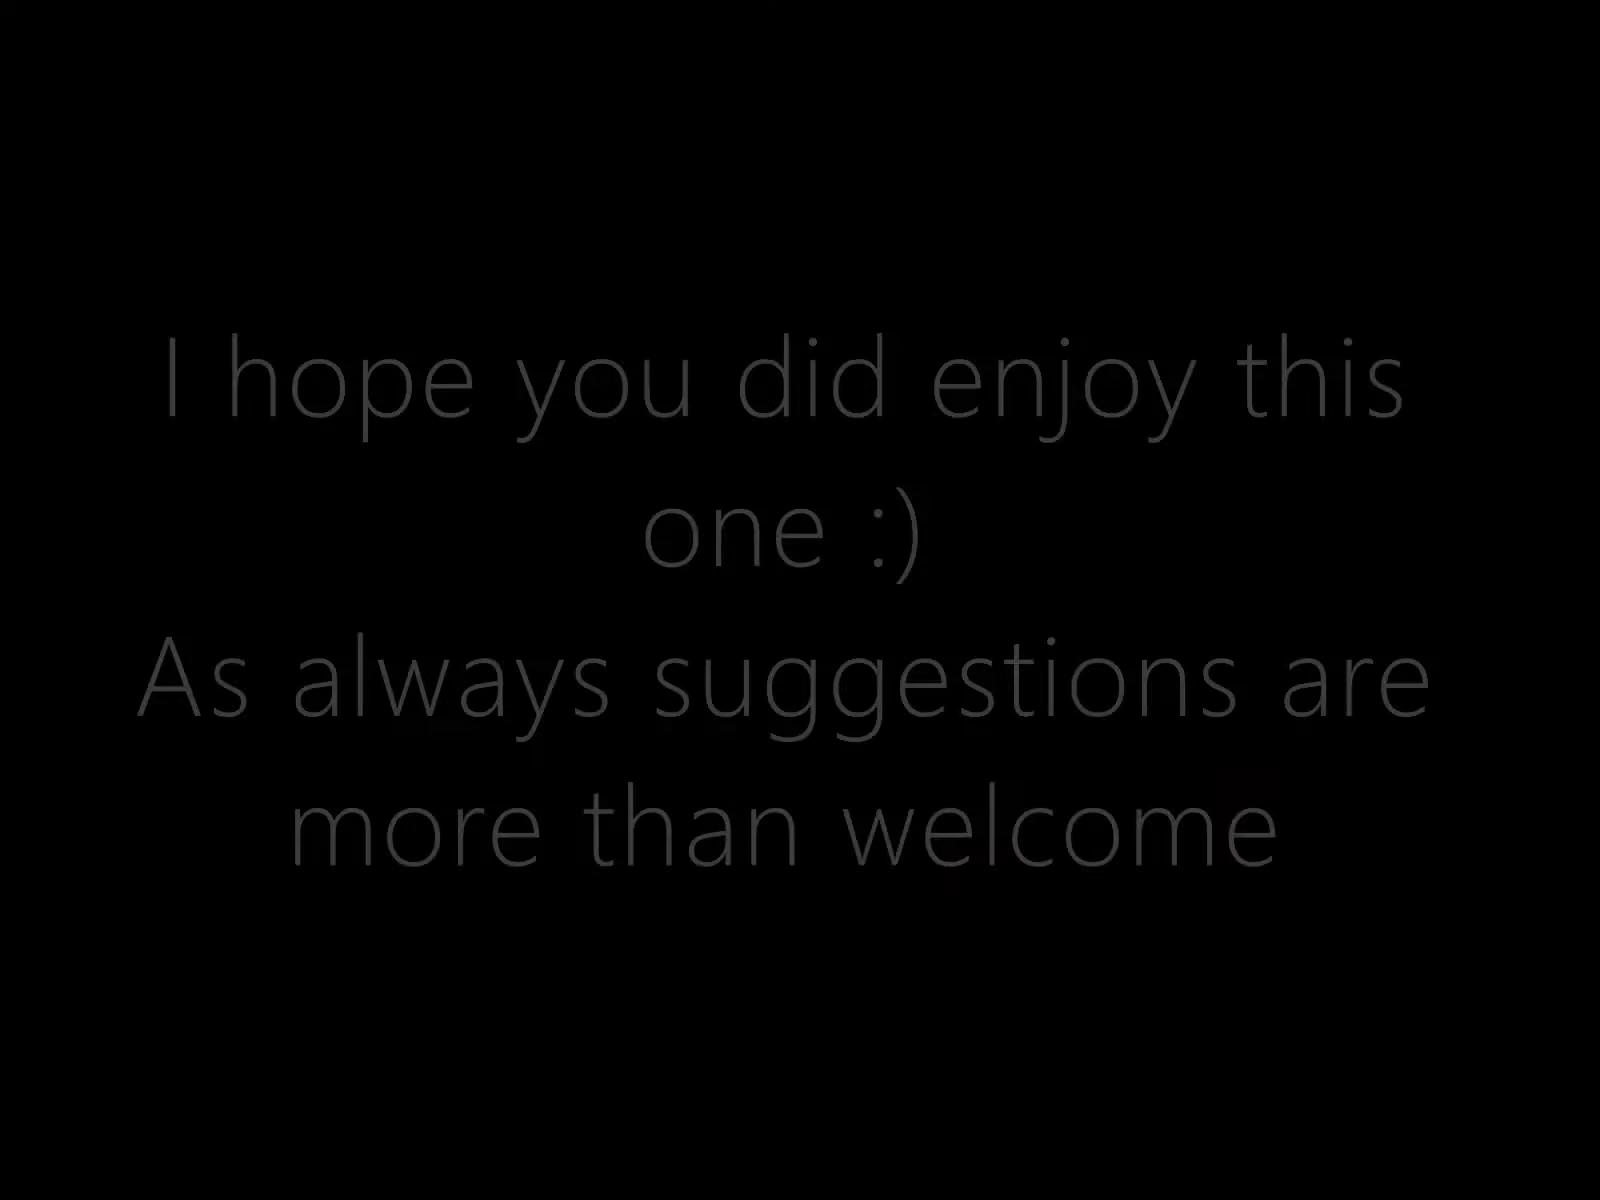 I hope you did enjoy this
one :)
As always suggestions are
more than welcome